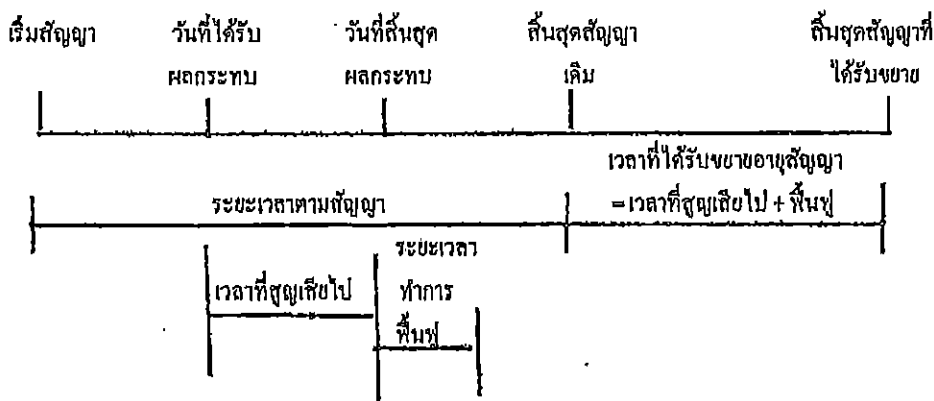 เริ่มสัญญา วันที่ได้รับ วันที่สิ้นสุด สิ้นสุดสัญญา สิ้นสุดสัญญาที่
ผลกระทบ ผลกระทบ เดิม ได้รับขยาย
เวลาที่ได้รับขยายอายุสัญญา
ระยะเวลาตามสัญญา =เวลาที่สูญเสียไป + ฟื้นฟู
ระยะเวลา
เวลาที่สูญเสียไป ทำการ
ฟื้นฟู